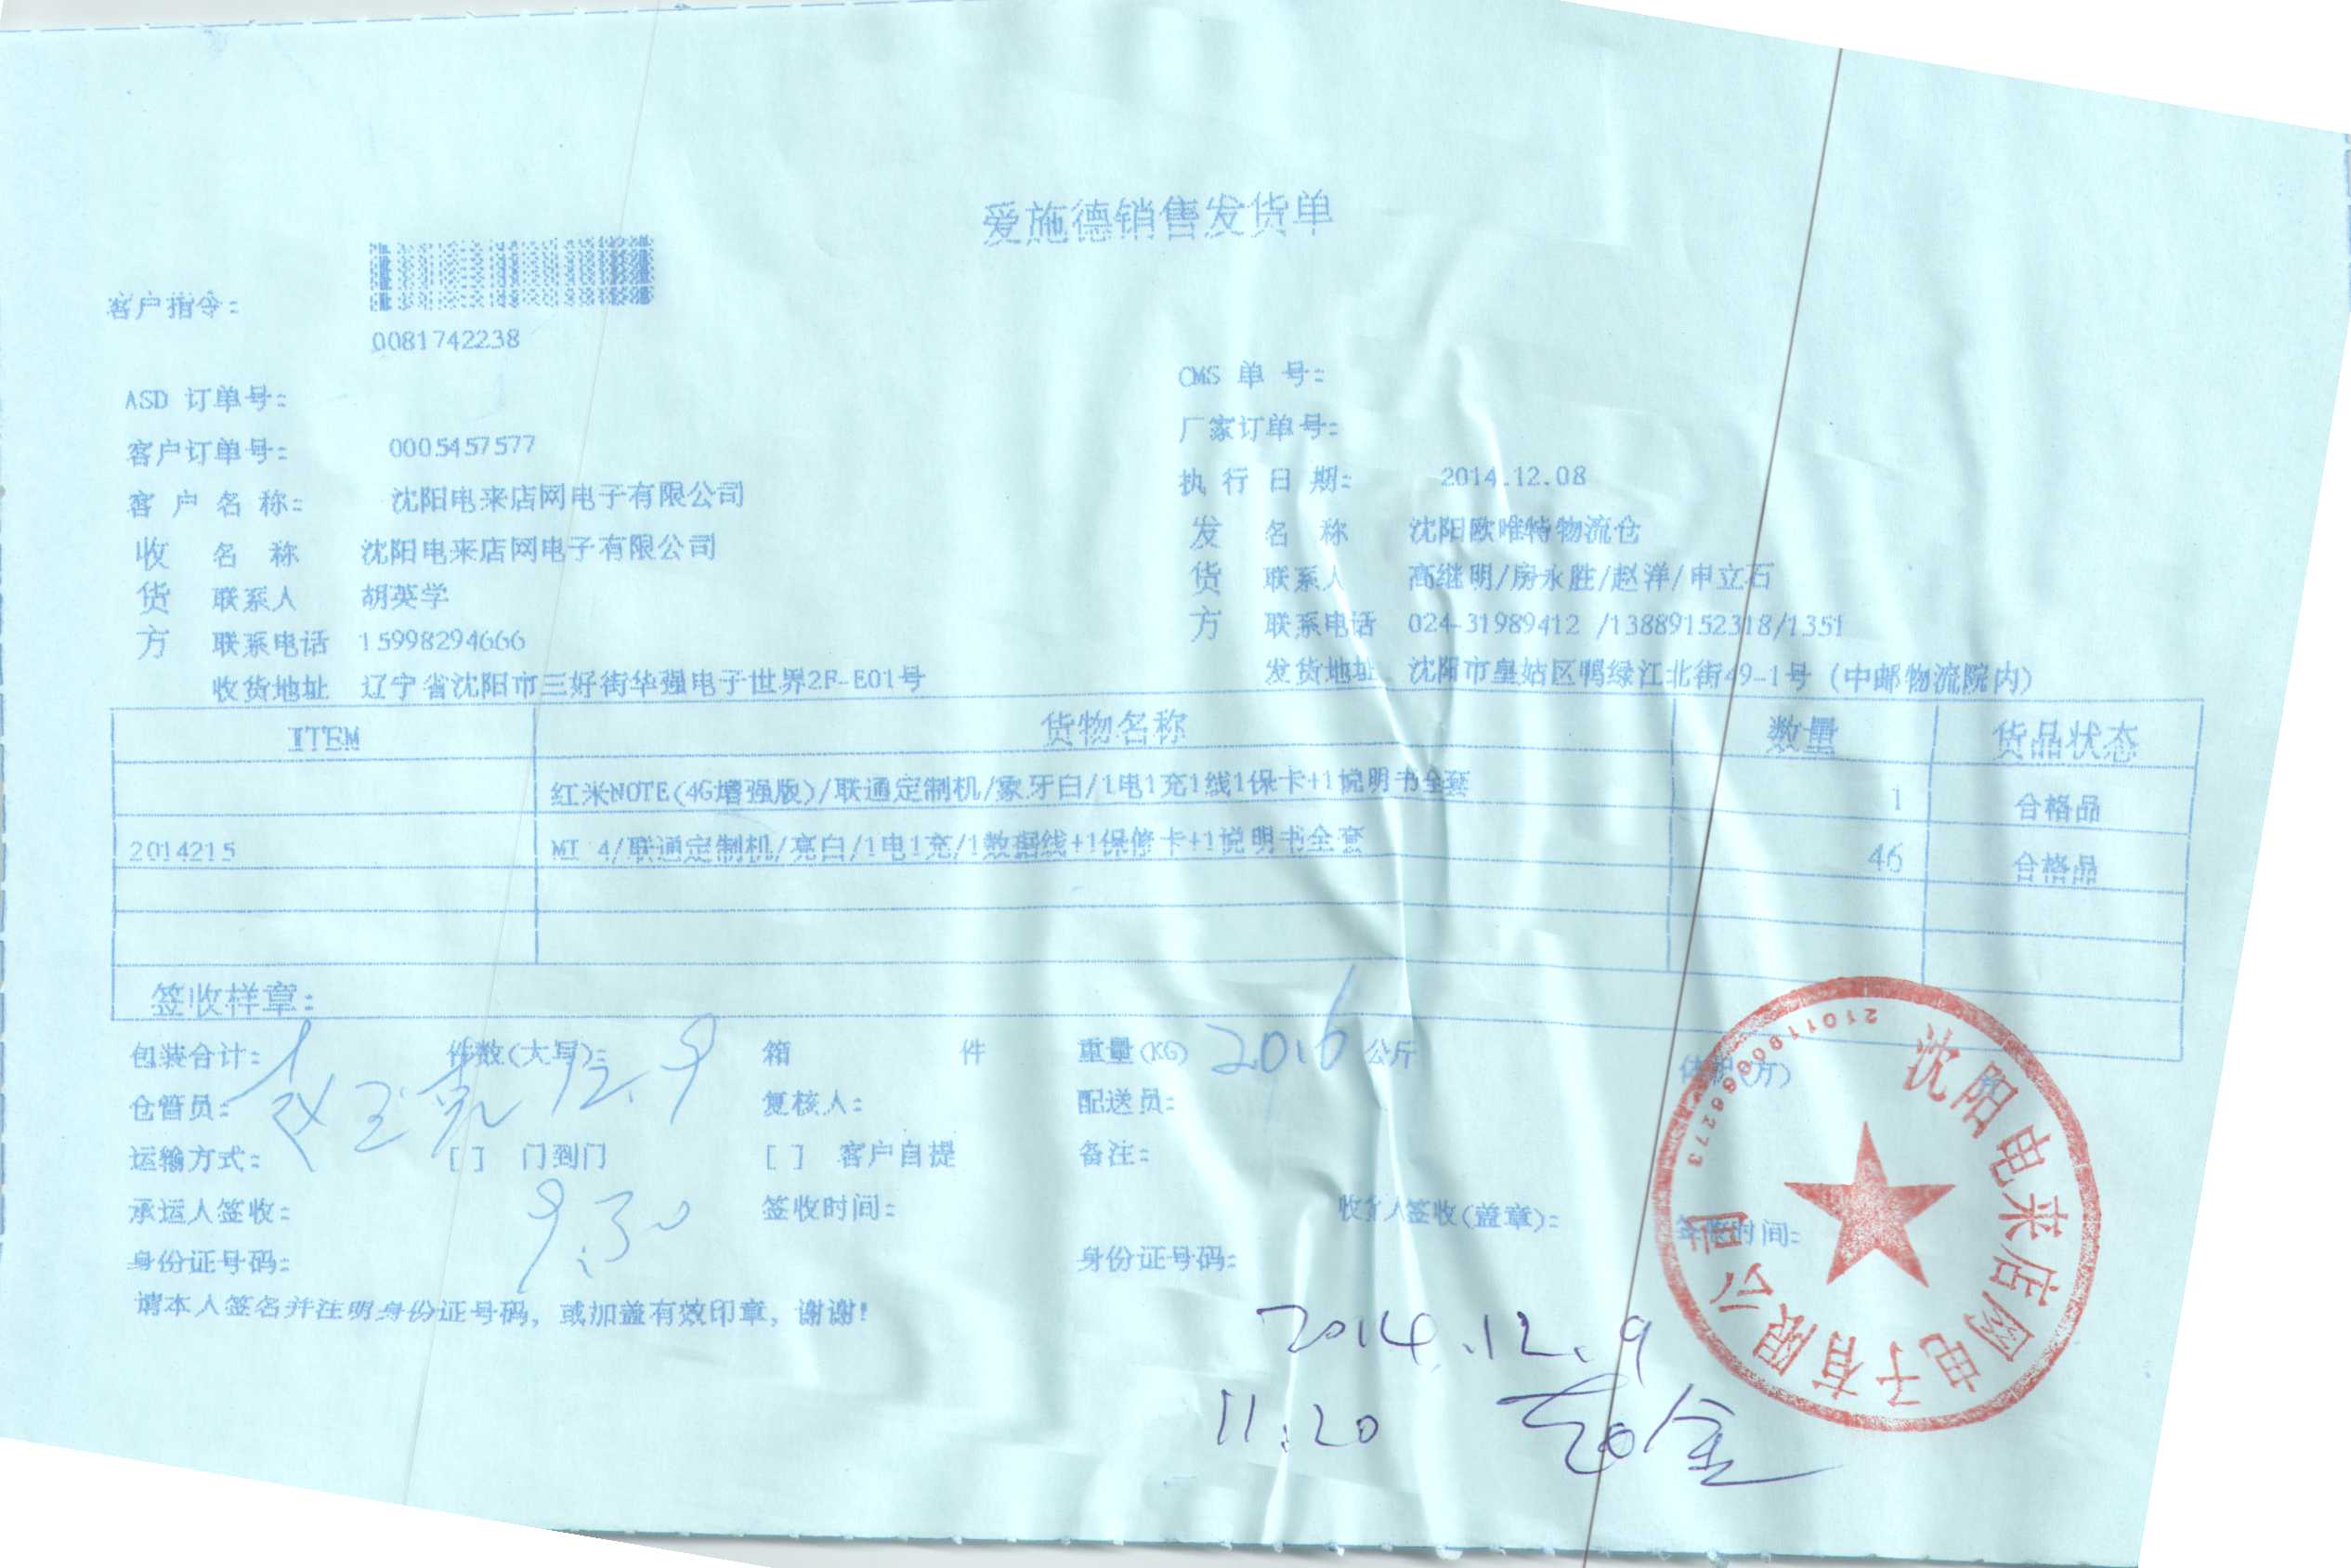 爱施德销售发货单
客户指令:
0081742238
ASD 订单号:
CMS 单 号:
客户订单号: 0005457577
厂家订单号:
客 户 名 称: 沈阳电来店网电子有限公司
执 行 日 期: 2014.12.08
收 名 称 沈阳电来店网电子有限公司
发 名 称 沈阳欧唯特物流仓
货 联系人 胡英学
货 联系人 高继明/房永胜/赵洋/申立石
方 联系电话 15998294666
方 联系电话 024-31989412 /13889152318/1351
收货地址 辽宁省沈阳市三好街华强电子世界2F-E01号
发货地址 沈阳市皇姑区鸭绿江北街49-1号 (中邮物流院内)
ITEM 货物名称 数量 货品状态
红米NOTE(4G增强版)/联通定制机/象牙白/1电1充1线1保卡+1说明书全套 1 合格品
2014215 MI 4/联通定制机/亮白/1电1充/1数据线+1保修卡+1说明书全套 46 合格品
签收样章:
包装合计: 件数(大写): 箱 件 重量(KG) 20.6 公斤 体积(方)
仓管员: 12.9 复核人: 配送员:
运输方式: [ ] 门到门 [ ] 客户自提 备注:
承运人签收: 9:30 签收时间: 收货人签收(盖章): 签收时间:
身份证号码: 身份证号码:
请本人签名并注明身份证号码, 或加盖有效印章, 谢谢!
2014.12.9
11:20
沈阳电来店网电子有限公司